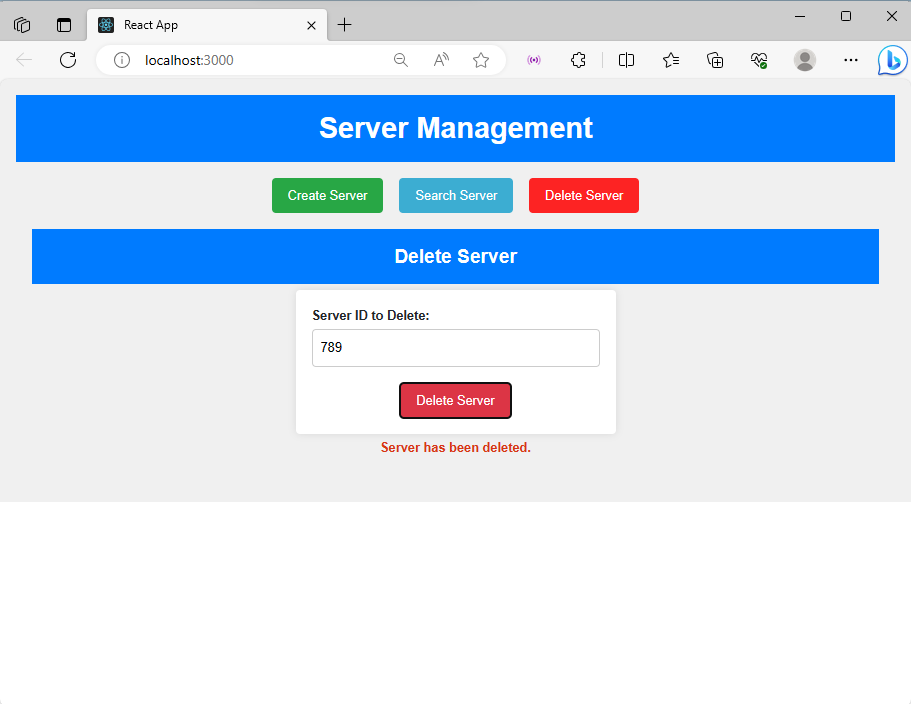 React App
localhost:3000
Server Management
Create Server
Search Server
Delete Server
Delete Server
Server ID to Delete:
789
Delete Server
Server has been deleted.